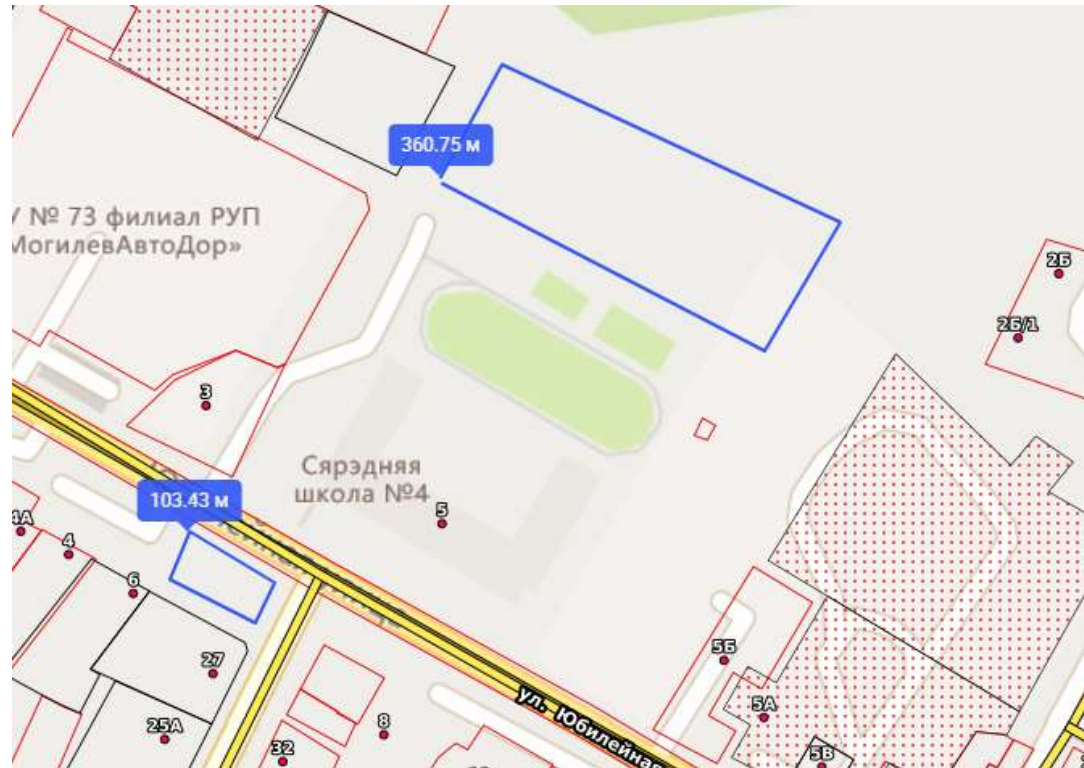 360.75 м
У № 73 филиал РУП
МогилевАвтоДор»
2Б
2Б/1
3
Сярэдняя
школа №4
103.43 м
5
4А
4
6
27
5Б
25А
8
32
5А
5В
ул. Юбилейная